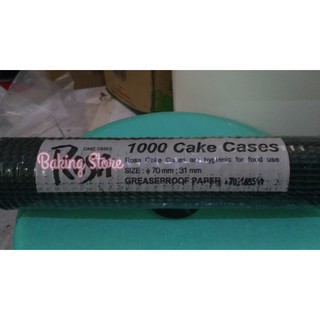 CAKE CASES
Rosa
Baking Store
1000 Cake Cases
Rosa Cake Cases are hygienic for food use
SIZE : ø 70 mm ; 31 mm
GREASEPROOF PAPER